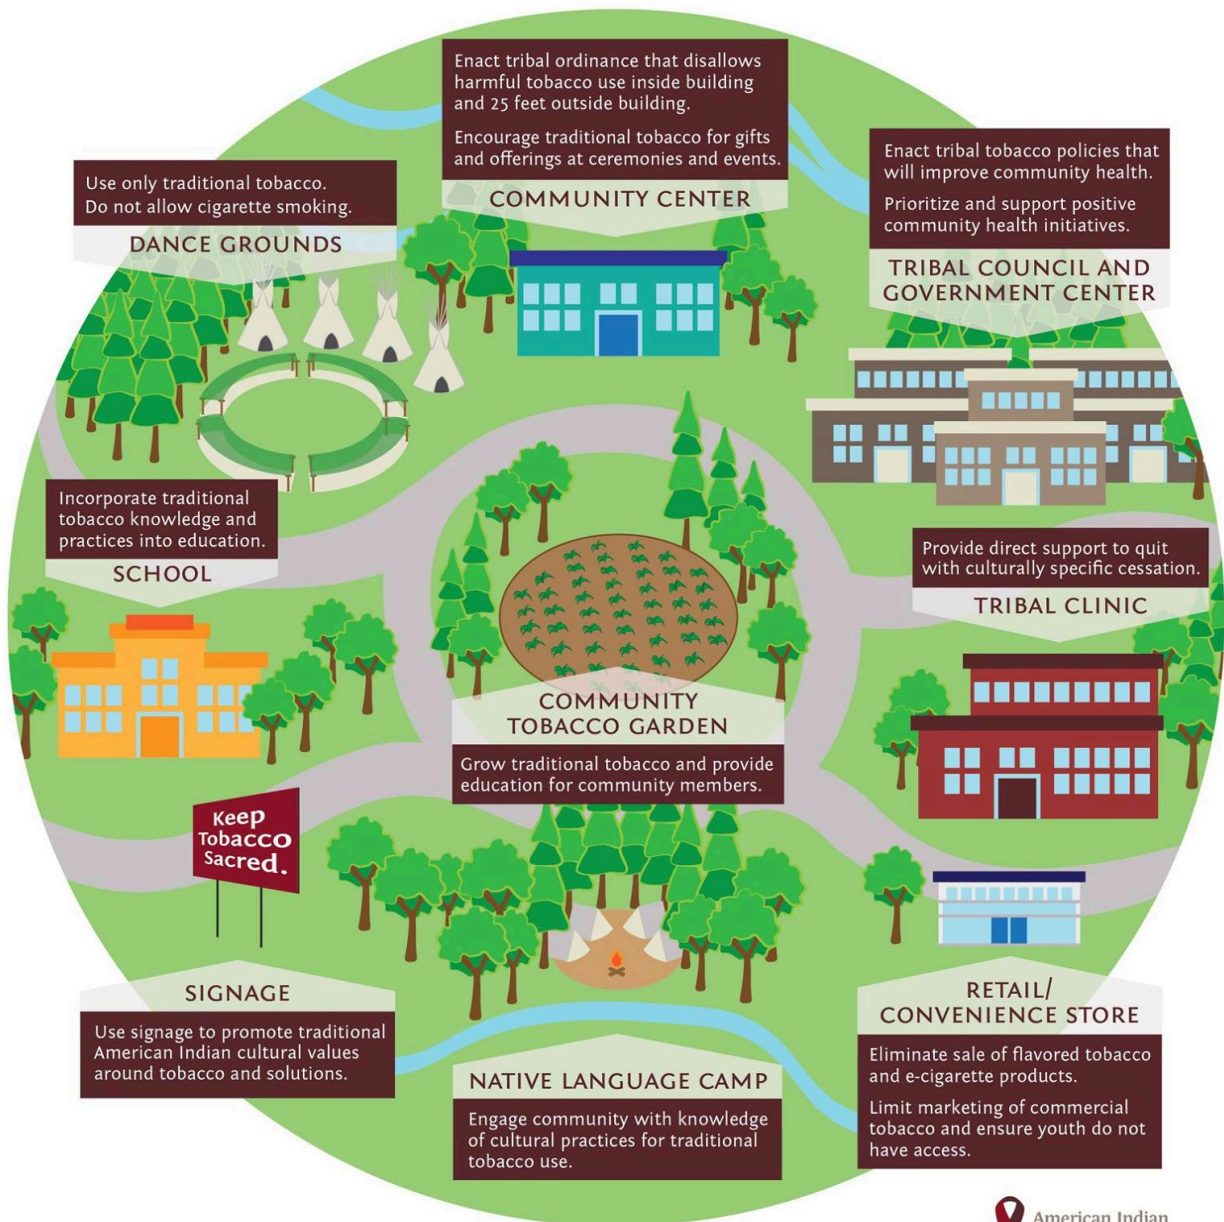 Enact tribal ordinance that disallows
harmful tobacco use inside building
and 25 feet outside building.
Encourage traditional tobacco for gifts
and offerings at ceremonies and events.
COMMUNITY CENTER
Use only traditional tobacco.
Do not allow cigarette smoking.
DANCE GROUNDS
Enact tribal tobacco policies that
will improve community health.
Prioritize and support positive
community health initiatives.
TRIBAL COUNCIL AND
GOVERNMENT CENTER
Incorporate traditional
tobacco knowledge and
practices into education.
SCHOOL
Provide direct support to quit
with culturally specific cessation.
TRIBAL CLINIC
COMMUNITY
TOBACCO GARDEN
Grow traditional tobacco and provide
education for community members.
Keep
Tobacco
Sacred.
SIGNAGE
Use signage to promote traditional
American Indian cultural values
around tobacco and solutions.
NATIVE LANGUAGE CAMP
Engage community with knowledge
of cultural practices for traditional
tobacco use.
RETAIL/
CONVENIENCE STORE
Eliminate sale of flavored tobacco
and e-cigarette products.
Limit marketing of commercial
tobacco and ensure youth do not
have access.
American Indian